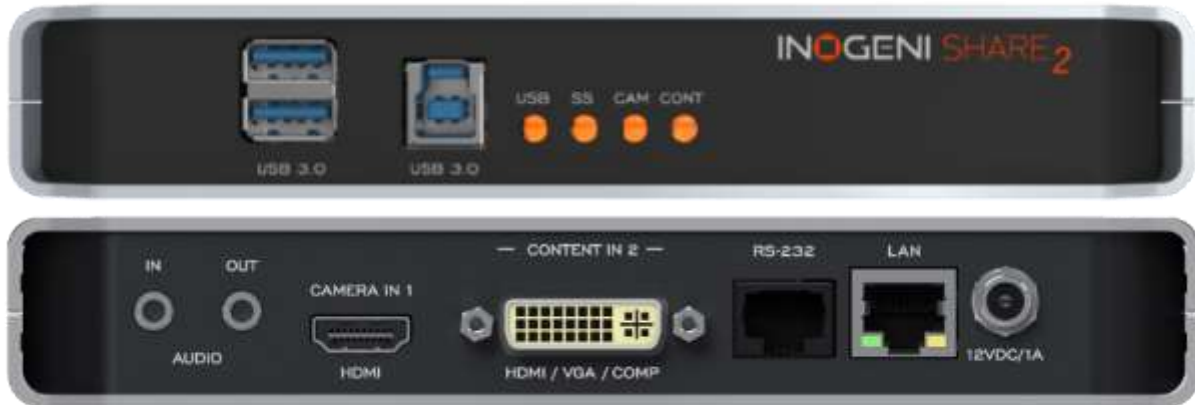 INOGENI SHARE2
USB SS CAM CONT
USB 3.0
USB 3.0
— CONTENT IN 2 —
RS-232
LAN
IN
OUT
CAMERA IN 1
AUDIO
HDMI
HDMI / VGA / COMP
12VDC/1A